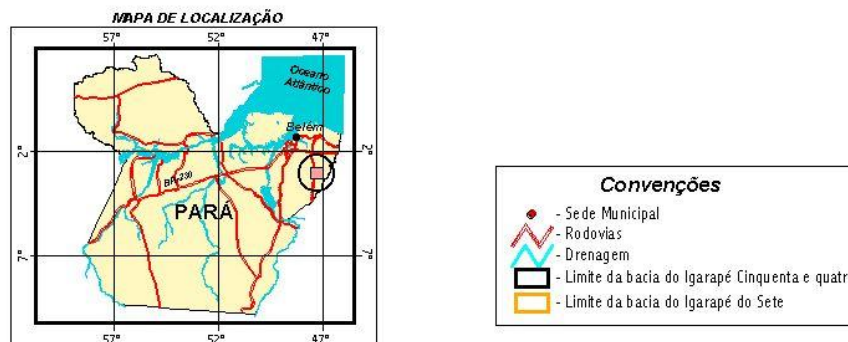 MAPA DE LOCALIZAÇÃO
57° 52° 47°
Oceano
Atlântico
Belém
2° 2°
BR-230
PARÁ
7° 7°
57° 52° 47°
Convenções
- Sede Municipal
- Rodovias
- Drenagem
- Limite da bacia do Igarapé Cinquenta e quatr
- Limite da bacia do Igarapé do Sete